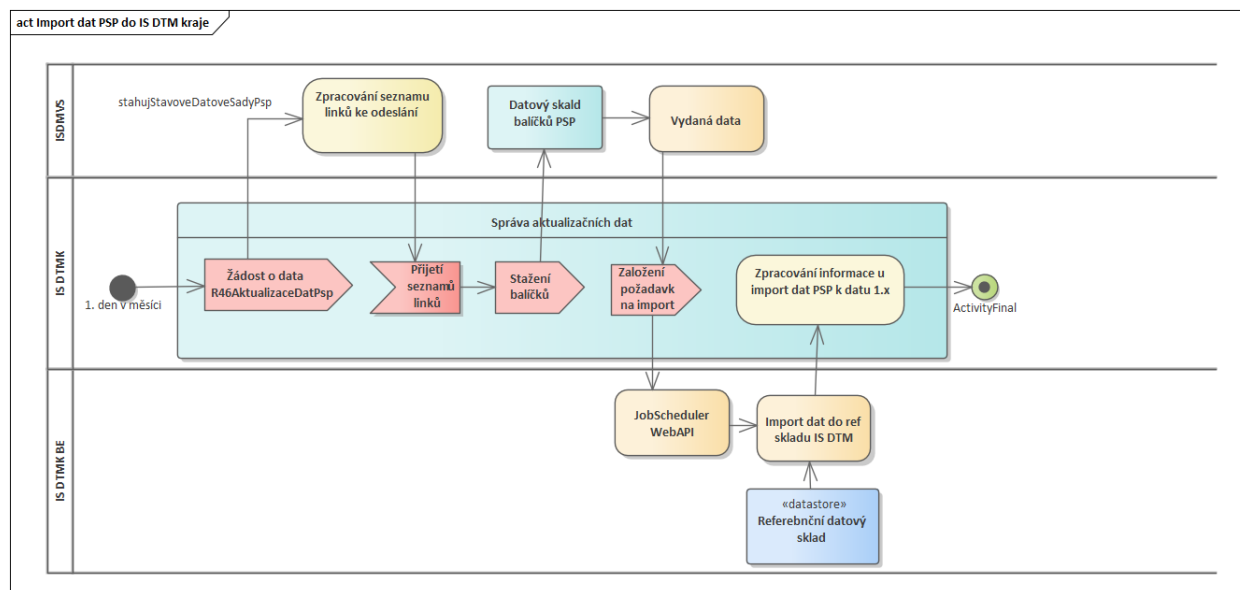 act Import dat PSP do IS DTM kraje
ISDMVS
stahujStavoveDatoveSadyPsp
Zpracování seznamu
linků ke odeslání
Datový skald
balíčků PSP
Vydaná data
IS DTMK
Správa aktualizačních dat
1. den v měsíci
Žádost o data
R46AktualizaceDatPsp
Přijetí
seznamů
linků
Stažení
balíčků
Založení
požadavk
na import
Zpracování informace u
import dat PSP k datu 1.x
ActivityFinal
IS DTMK BE
JobScheduler
WebAPI
Import dat do ref
skladu IS DTM
«datastore»
Referebnční datový
sklad